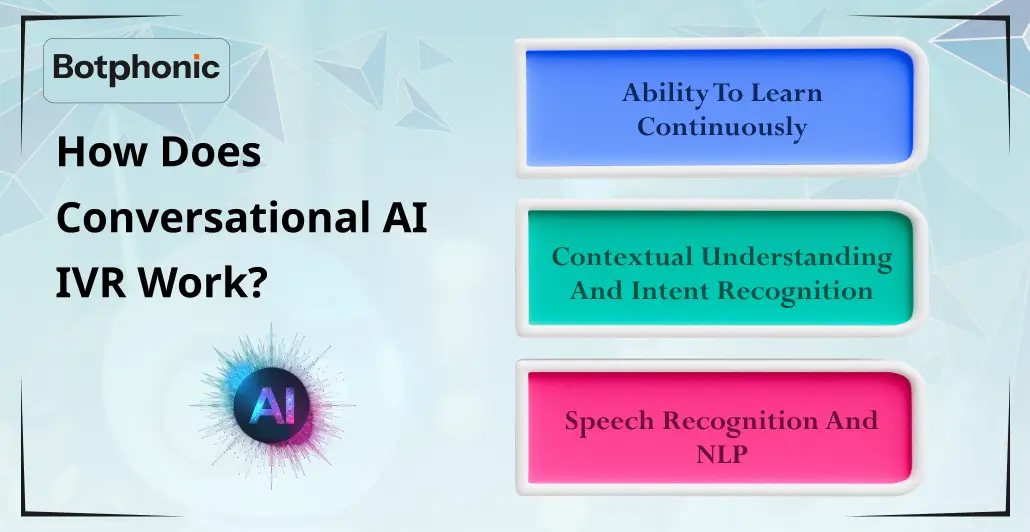 Botphonic
How Does
Conversational AI
IVR Work?
AI
Ability To Learn
Continuously
Contextual Understanding
And Intent Recognition
Speech Recognition And
NLP